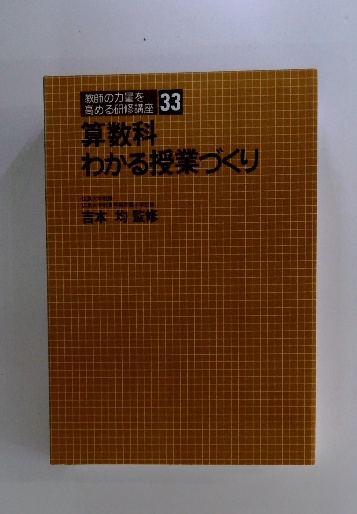 教師の力量を
高める研修講座
33
算数科
わかる授業づくり
吉本 均 監修